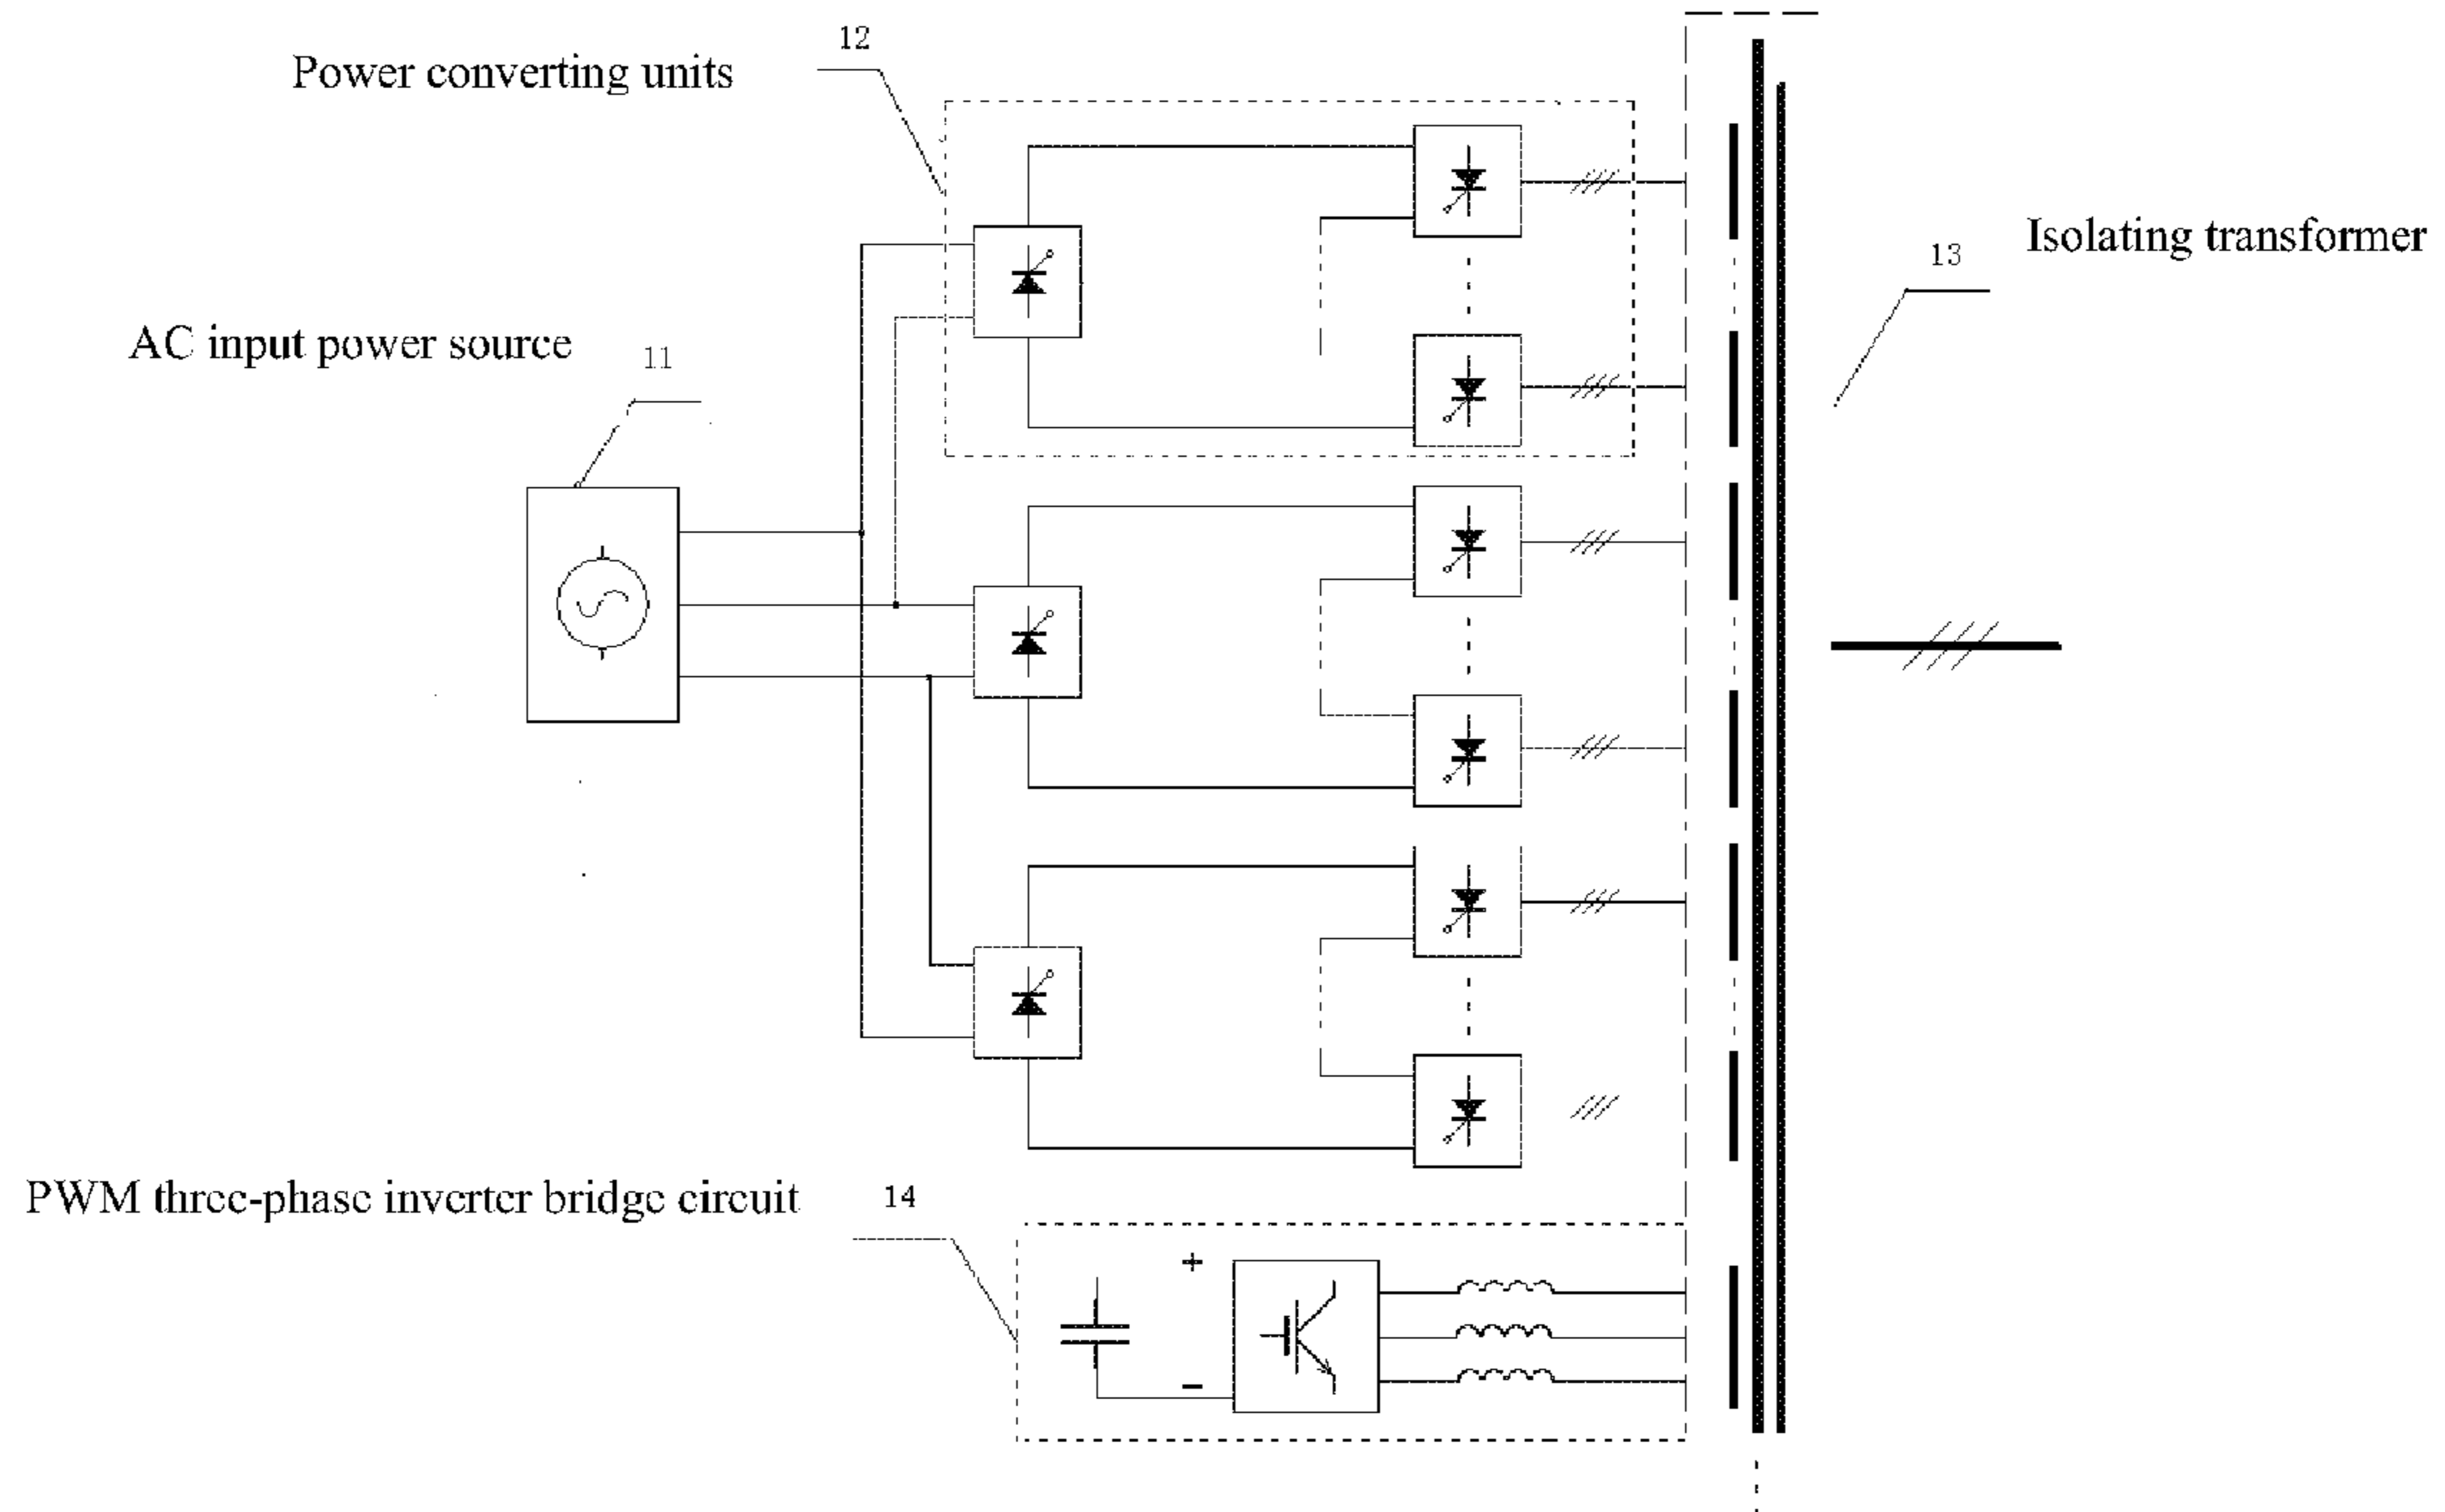 12
Power converting units
13
Isolating transformer
AC input power source
11
PWM three-phase inverter bridge circuit
14
+
−